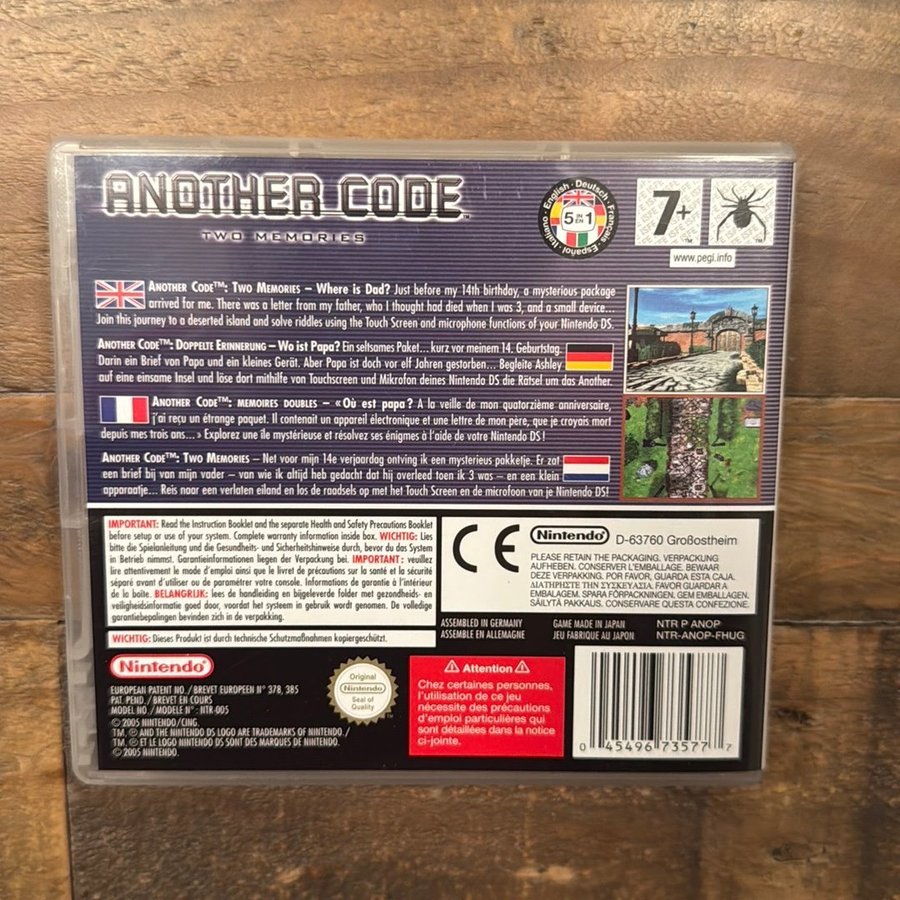 ANOTHER CODE™
TWO MEMORIES
English · Deutsch · Français · Español · Italiano
5 IN EN 1
7+™
™
www.pegi.info
ANOTHER CODE™: TWO MEMORIES – Where is Dad? Just before my 14th birthday, a mysterious package
arrived for me. There was a letter from my father, who I thought had died when I was 3, and a small device...
Join this journey to a deserted island and solve riddles using the Touch Screen and microphone functions of your Nintendo DS.
ANOTHER CODE™: DOPPELTE ERINNERUNG – Wo ist Papa? Ein seltsames Paket... kurz vor meinem 14. Geburtstag.
Darin ein Brief von Papa und ein kleines Gerät. Aber Papa ist doch vor elf Jahren gestorben... Begleite Ashley
auf eine einsame Insel und löse dort mithilfe von Touchscreen und Mikrofon deines Nintendo DS die Rätsel um das Another.
ANOTHER CODE™: MEMOIRES DOUBLES – « Où est papa? A la veille de mon quatorzième anniversaire,
j'ai reçu un étrange paquet. Il contenait un appareil électronique et une lettre de mon père, que je croyais mort
depuis mes trois ans... » Explorez une île mystérieuse et résolvez ses énigmes à l'aide de votre Nintendo DS !
ANOTHER CODE™: TWO MEMORIES – Net voor mijn 14e verjaardag ontving ik een mysterieus pakketje. Er zat
een brief bij van mijn vader - van wie ik altijd heb gedacht dat hij overleed toen ik 3 was – en een klein
apparaatje... Reis naar een verlaten eiland en los de raadsels op met het Touch Screen en de microfoon van je Nintendo DS!
IMPORTANT: Read the Instruction Booklet and the separate Health and Safety Precautions Booklet
before setup or use of your system. Complete warranty information inside box. WICHTIG: Lies
bitte die Spielanleitung und die Gesundheits- und Sicherheitshinweise durch, bevor du das System
in Betrieb nimmst. Garantieinformationen liegen der Verpackung bei. IMPORTANT : veuillez
lire attentivement le mode d'emploi ainsi que le livret de précautions sur la santé et la sécurité
séparé avant d'utiliser ou de paramétrer votre console. Informations de garantie à l'intérieur
de la boîte. BELANGRIJK: lees de handleiding en bijgeleverde folder met gezondheids- en
veiligheidsinformatie goed door, voordat het systeem in gebruik wordt genomen. De volledige
garantiebepalingen bevinden zich in de verpakking.
WICHTIG: Dieses Produkt ist durch technische Schutzmaßnahmen kopiergeschützt.
CE
Nintendo® D-63760 Großostheim
PLEASE RETAIN THE PACKAGING. VERPACKUNG
AUFHEBEN. CONSERVER L'EMBALLAGE. BEWAAR
DEZE VERPAKKING. POR FAVOR, GUARDA ESTA CAJA.
ΔΙΑΤΗΡΗΣΤΕ ΤΗΝ ΣΥΣΚΕΥΑΣΙΑ. FAVOR GUARDAR A
EMBALAGEM. SPARA FÖRPACKNINGEN. GEM EMBALLAGEN.
SÄILYTÄ PAKKAUS. CONSERVARE QUESTA CONFEZIONE.
ASSEMBLED IN GERMANY
ASSEMBLE EN ALLEMAGNE
GAME MADE IN JAPAN
JEU FABRIQUE AU JAPON
NTR P ANOP
NTR-ANOP-FHUG
Nintendo®
EUROPEAN PATENT NO. / BREVET EUROPEEN N° 378, 385
PAT. PEND. / BREVET EN COURS
MODEL NO. / MODELE N° : NTR-005
© 2005 NINTENDO/CING.
TM, ® AND THE NINTENDO DS LOGO ARE TRADEMARKS OF NINTENDO. /
TM, ® ET LE LOGO NINTENDO DS SONT DES MARQUES DE NINTENDO.
© 2005 NINTENDO.
Original
Nintendo®
Seal of
Quality
™
⚠ Attention ⚠
Chez certaines personnes,
l'utilisation de ce jeu
nécessite des précautions
d'emploi particulières qui
sont détaillées dans la notice
ci-jointe.
0 45496 73577 7